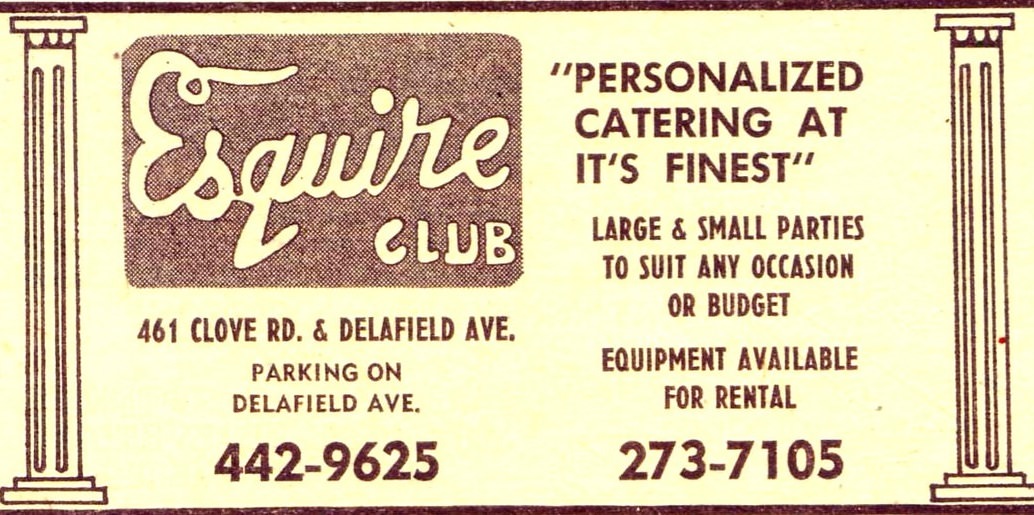 Esquire
CLUB
461 CLOVE RD. & DELAFIELD AVE.
PARKING ON
DELAFIELD AVE.
442-9625
"PERSONALIZED
CATERING AT
IT'S FINEST"
LARGE & SMALL PARTIES
TO SUIT ANY OCCASION
OR BUDGET
EQUIPMENT AVAILABLE
FOR RENTAL
273-7105